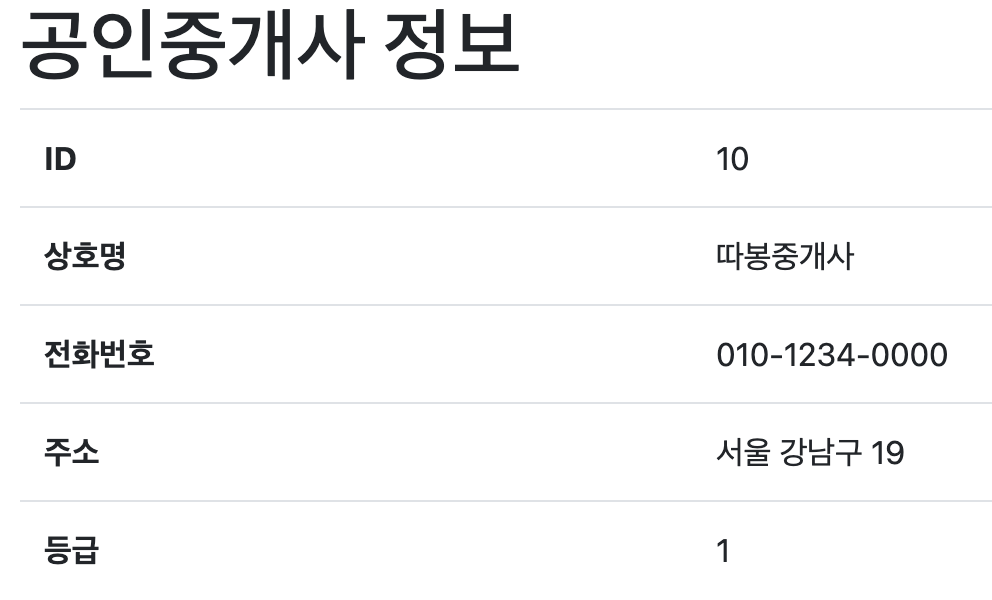 공인중개사 정보
ID 10
상호명 따봉중개사
전화번호 010-1234-0000
주소 서울 강남구 19
등급 1